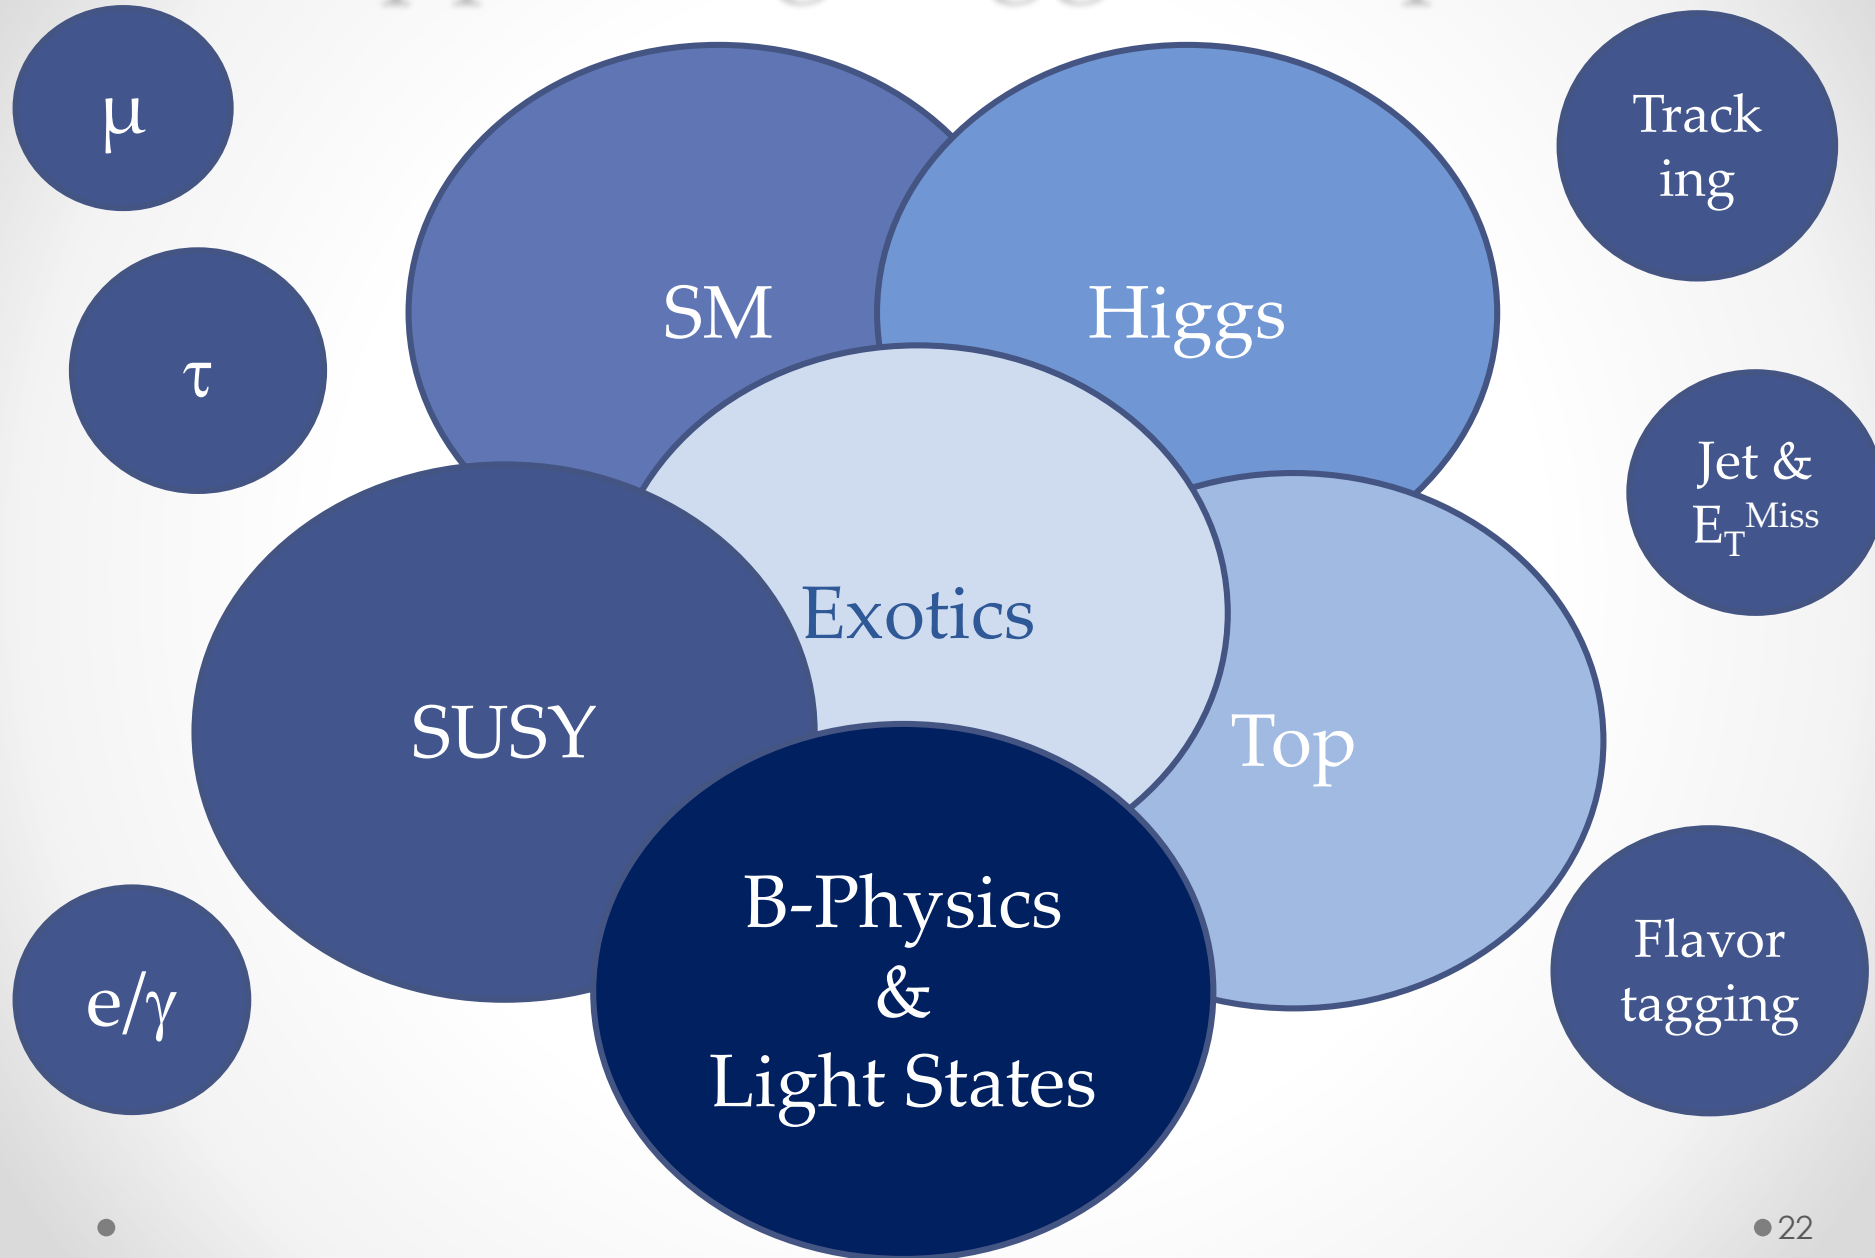 μ
τ
e/γ
SM
Higgs
Exotics
SUSY
Top
B-Physics
&
Light States
Track
ing
Jet &
E_T^Miss
Flavor
tagging
22